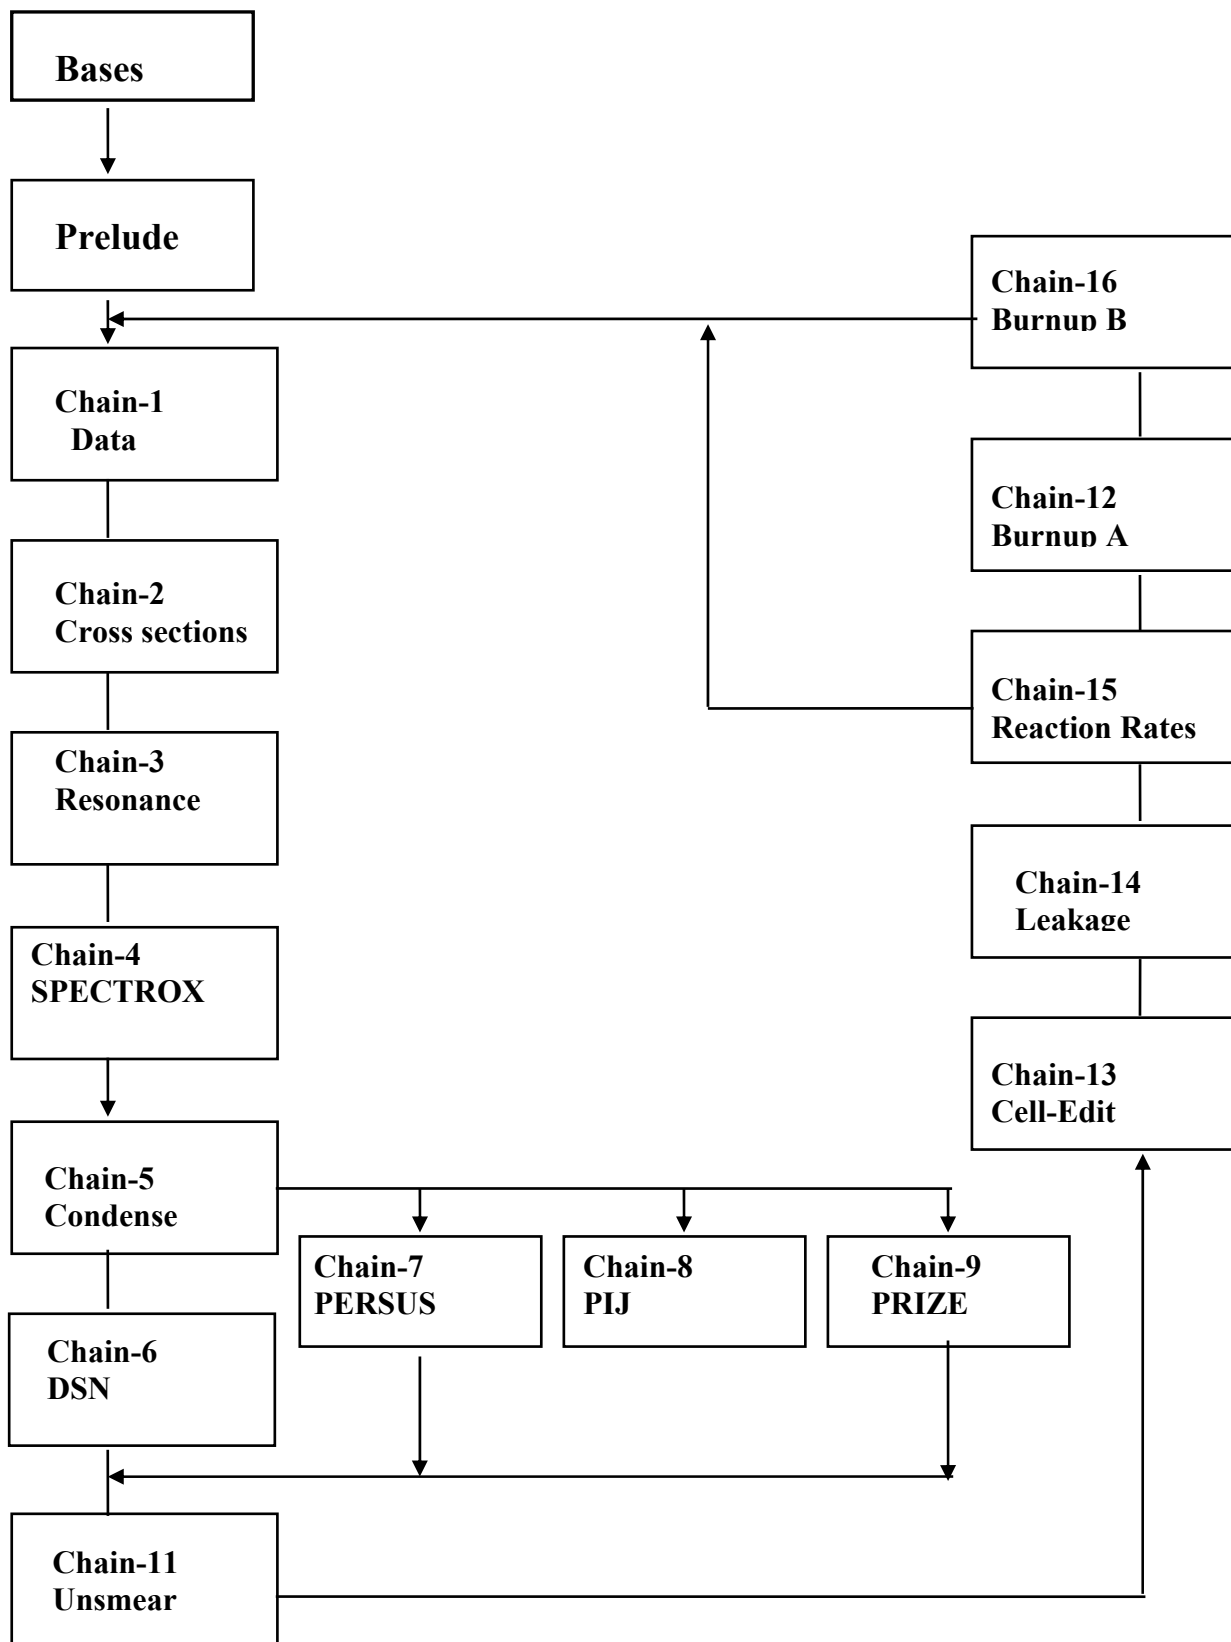 Bases
Prelude
Chain-1
Data
Chain-2
Cross sections
Chain-3
Resonance
Chain-4
SPECTROX
Chain-5
Condense
Chain-6
DSN
Chain-7
PERSUS
Chain-8
PIJ
Chain-9
PRIZE
Chain-11
Unsmear
Chain-13
Cell-Edit
Chain-14
Leakage
Chain-15
Reaction Rates
Chain-12
Burnup A
Chain-16
Burnup B